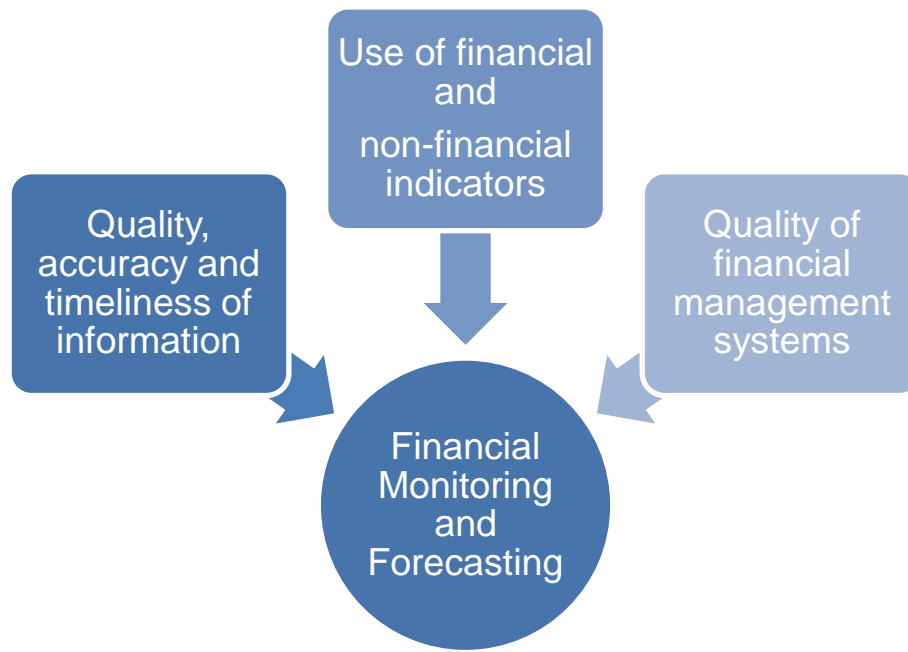 Use of financial
and
non-financial
indicators
Quality,
accuracy and
timeliness of
information
Quality of
financial
management
systems
Financial
Monitoring
and
Forecasting